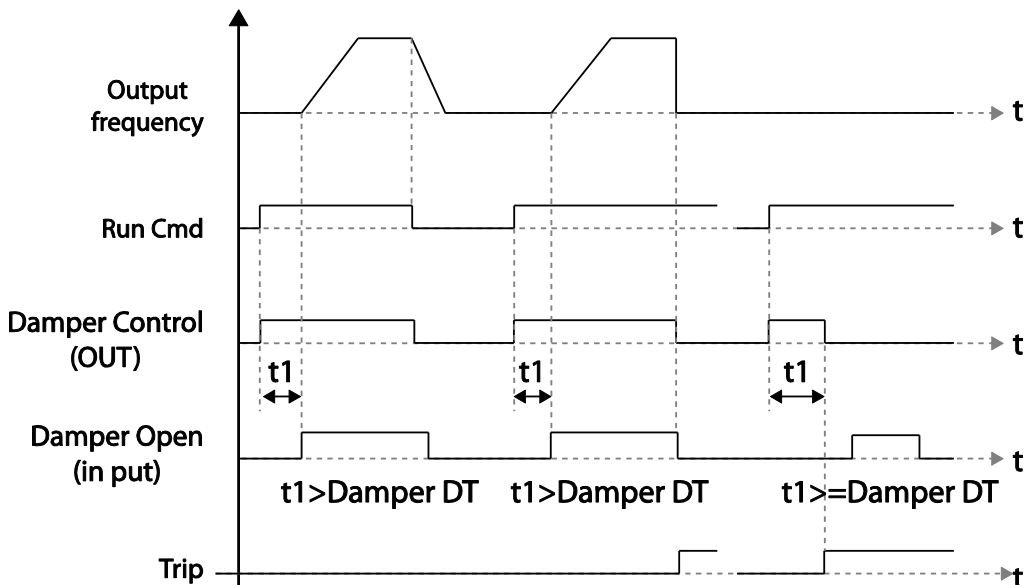 Output
frequency
t
Run Cmd
t
Damper Control
(OUT)
t
t1
t1
t1
Damper Open
(in put)
t
t1>Damper DT
t1>Damper DT
t1>=Damper DT
Trip
t